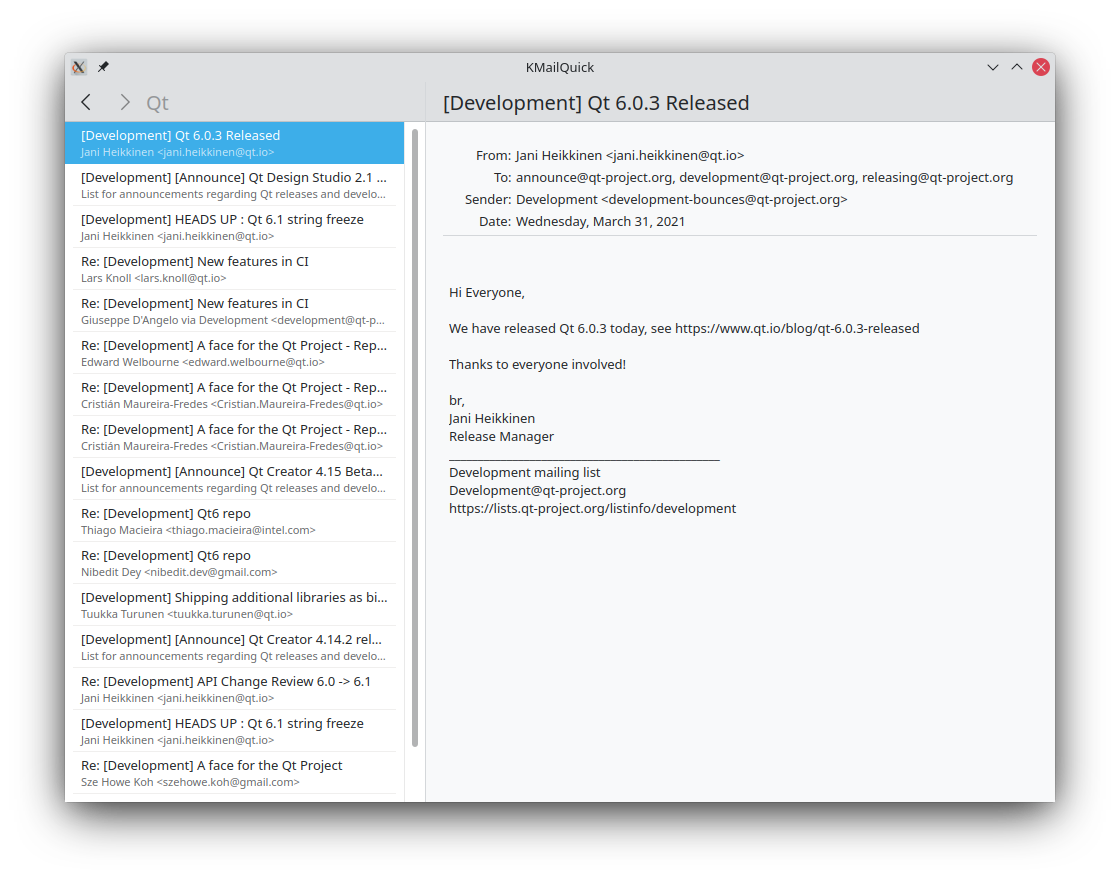 KMailQuick
Qt
[Development] Qt 6.0.3 Released
[Development] Qt 6.0.3 Released
Jani Heikkinen <jani.heikkinen@qt.io>
[Development] [Announce] Qt Design Studio 2.1 ...
List for announcements regarding Qt releases and develo...
[Development] HEADS UP : Qt 6.1 string freeze
Jani Heikkinen <jani.heikkinen@qt.io>
Re: [Development] New features in CI
Lars Knoll <lars.knoll@qt.io>
Re: [Development] New features in CI
Giuseppe D'Angelo via Development <development@qt-p...
Re: [Development] A face for the Qt Project - Rep...
Edward Welbourne <edward.welbourne@qt.io>
Re: [Development] A face for the Qt Project - Rep...
Cristián Maureira-Fredes <Cristian.Maureira-Fredes@qt.io>
Re: [Development] A face for the Qt Project - Rep...
Cristián Maureira-Fredes <Cristian.Maureira-Fredes@qt.io>
[Development] [Announce] Qt Creator 4.15 Beta...
List for announcements regarding Qt releases and develo...
Re: [Development] Qt6 repo
Thiago Macieira <thiago.macieira@intel.com>
Re: [Development] Qt6 repo
Nibedit Dey <nibedit.dev@gmail.com>
[Development] Shipping additional libraries as bi...
Tuukka Turunen <tuukka.turunen@qt.io>
[Development] [Announce] Qt Creator 4.14.2 rel...
List for announcements regarding Qt releases and develo...
Re: [Development] API Change Review 6.0 -> 6.1
Jani Heikkinen <jani.heikkinen@qt.io>
[Development] HEADS UP : Qt 6.1 string freeze
Jani Heikkinen <jani.heikkinen@qt.io>
Re: [Development] A face for the Qt Project
Sze Howe Koh <szehowe.koh@gmail.com>
From: Jani Heikkinen <jani.heikkinen@qt.io>
To: announce@qt-project.org, development@qt-project.org, releasing@qt-project.org
Sender: Development <development-bounces@qt-project.org>
Date: Wednesday, March 31, 2021
Hi Everyone,
We have released Qt 6.0.3 today, see https://www.qt.io/blog/qt-6.0.3-released
Thanks to everyone involved!
br,
Jani Heikkinen
Release Manager
_______________________________________________
Development mailing list
Development@qt-project.org
https://lists.qt-project.org/listinfo/development